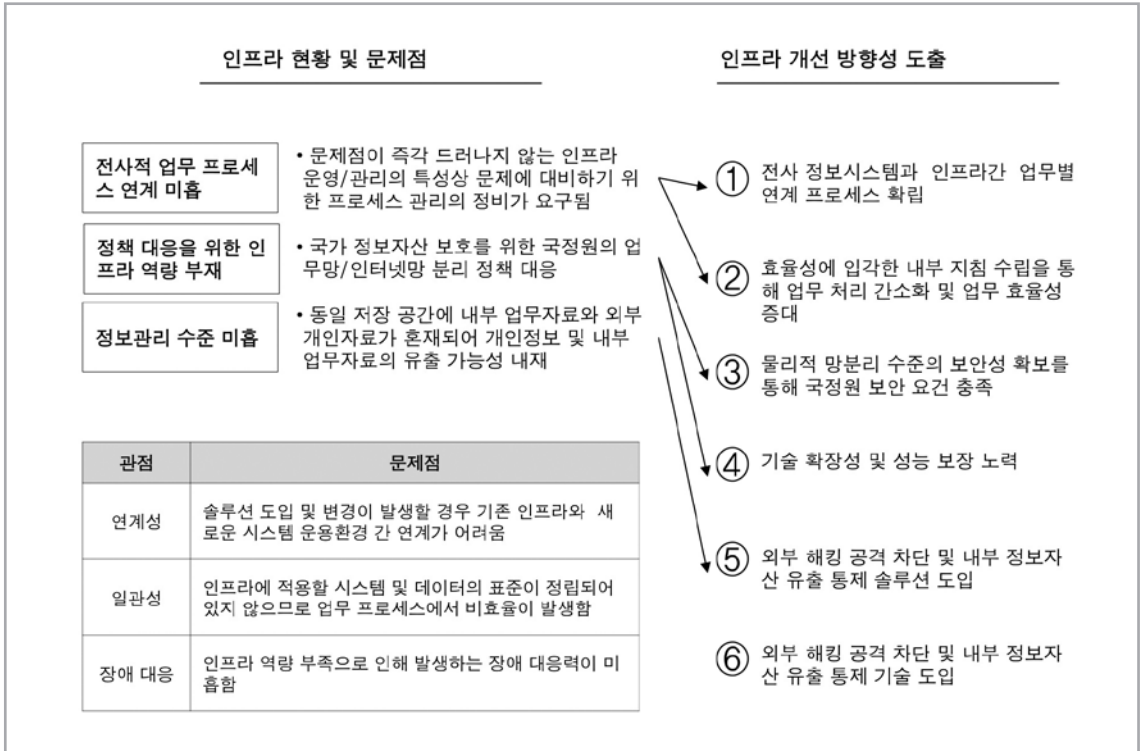 인프라 현황 및 문제점
전사적 업무 프로세
스 연계 미흡
• 문제점이 즉각 드러나지 않는 인프라
운영/관리의 특성상 문제에 대비하기 위
한 프로세스 관리의 정비가 요구됨
정책 대응을 위한 인
프라 역량 부재
• 국가 정보자산 보호를 위한 국정원의 업
무망/인터넷망 분리 정책 대응
정보관리 수준 미흡
• 동일 저장 공간에 내부 업무자료와 외부
개인자료가 혼재되어 개인정보 및 내부
업무자료의 유출 가능성 내재
관점 문제점
연계성
솔루션 도입 및 변경이 발생할 경우 기존 인프라와 새
로운 시스템 운용환경 간 연계가 어려움
일관성
인프라에 적용할 시스템 및 데이터의 표준이 정립되어
있지 않으므로 업무 프로세스에서 비효율이 발생함
장애 대응
인프라 역량 부족으로 인해 발생하는 장애 대응력이 미
흡함
인프라 개선 방향성 도출
① 전사 정보시스템과 인프라간 업무별
연계 프로세스 확립
② 효율성에 입각한 내부 지침 수립을 통
해 업무 처리 간소화 및 업무 효율성
증대
③ 물리적 망분리 수준의 보안성 확보를
통해 국정원 보안 요건 충족
④ 기술 확장성 및 성능 보장 노력
⑤ 외부 해킹 공격 차단 및 내부 정보자
산 유출 통제 솔루션 도입
⑥ 외부 해킹 공격 차단 및 내부 정보자
산 유출 통제 기술 도입